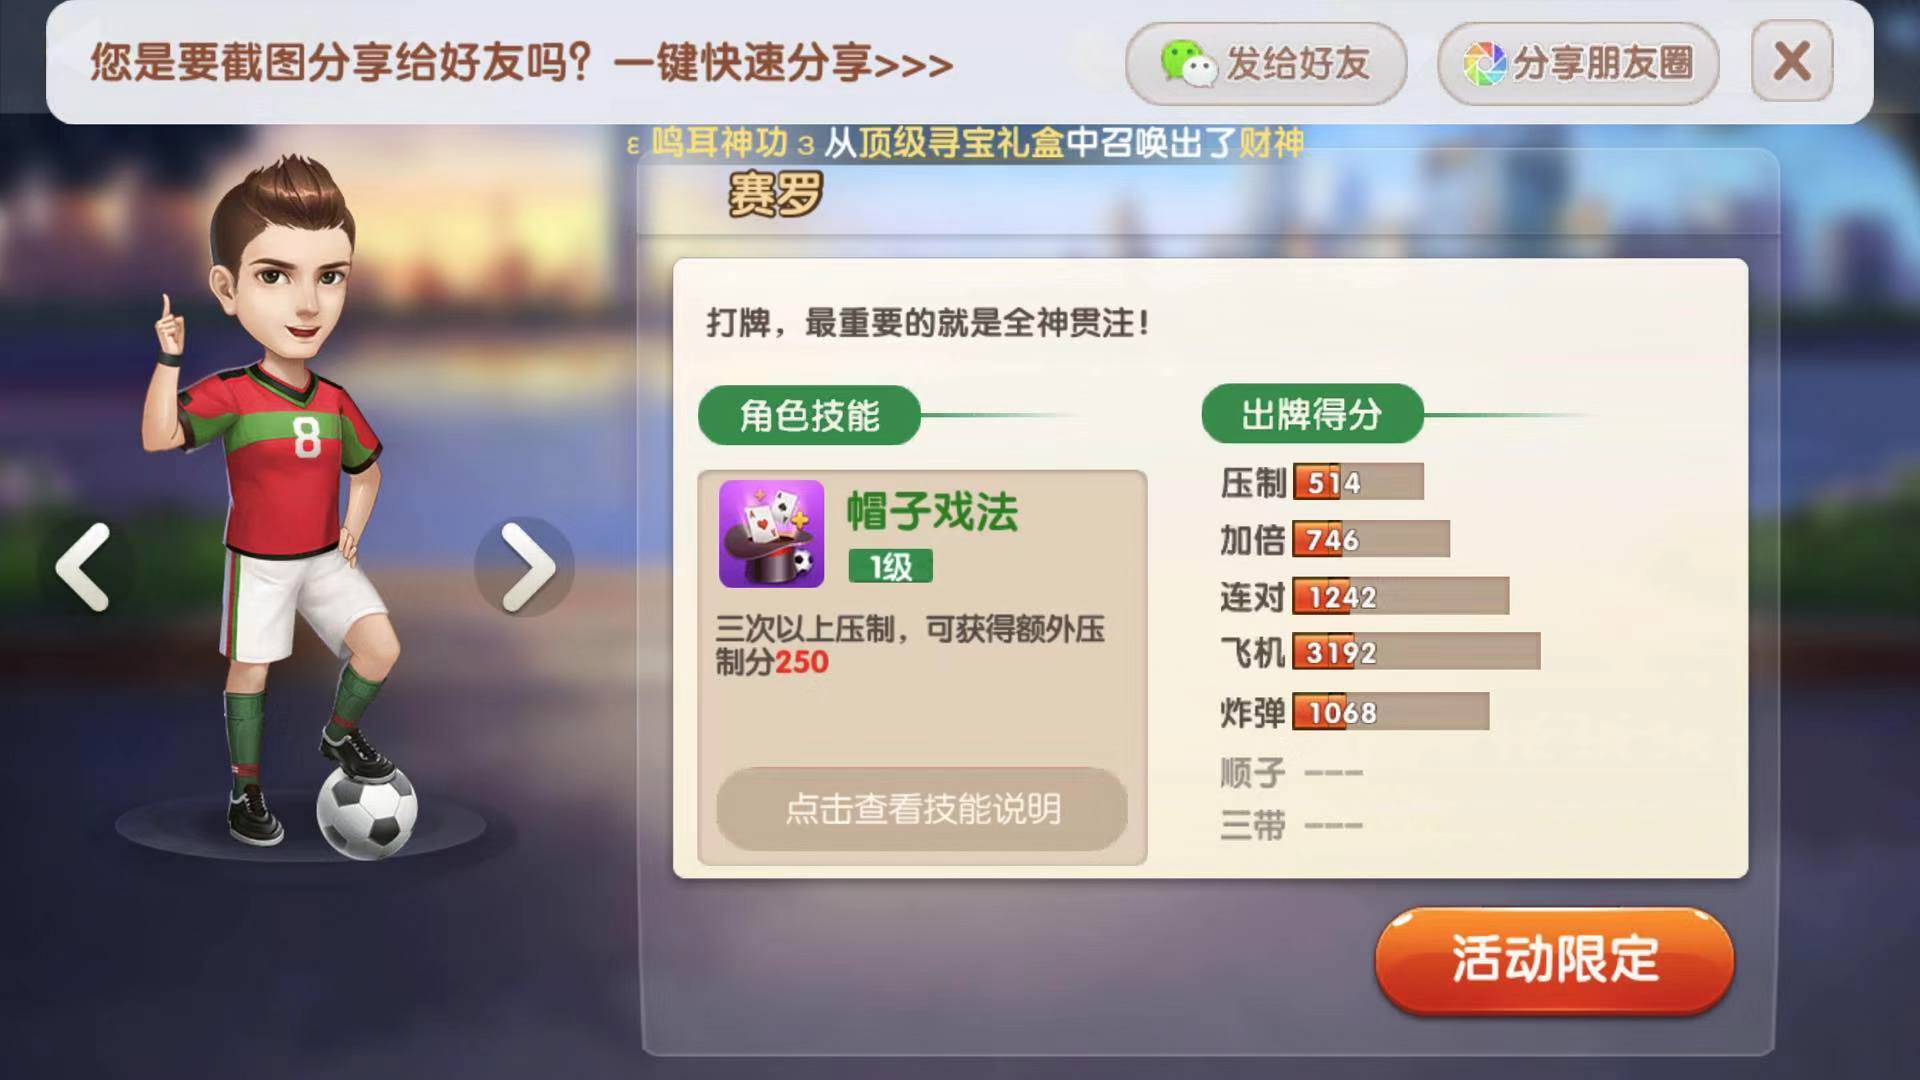 您是要截图分享给好友吗？一键快速分享>>>
发给好友
分享朋友圈
ε 鸣耳神功 3 从顶级寻宝礼盒中召唤出了财神
赛罗
8
打牌，最重要的就是全神贯注！
角色技能
帽子戏法
1级
三次以上压制，可获得额外压
制分250
点击查看技能说明
出牌得分
压制 514
加倍 746
连对 1242
飞机 3192
炸弹 1068
顺子 ---
三带 ---
活动限定